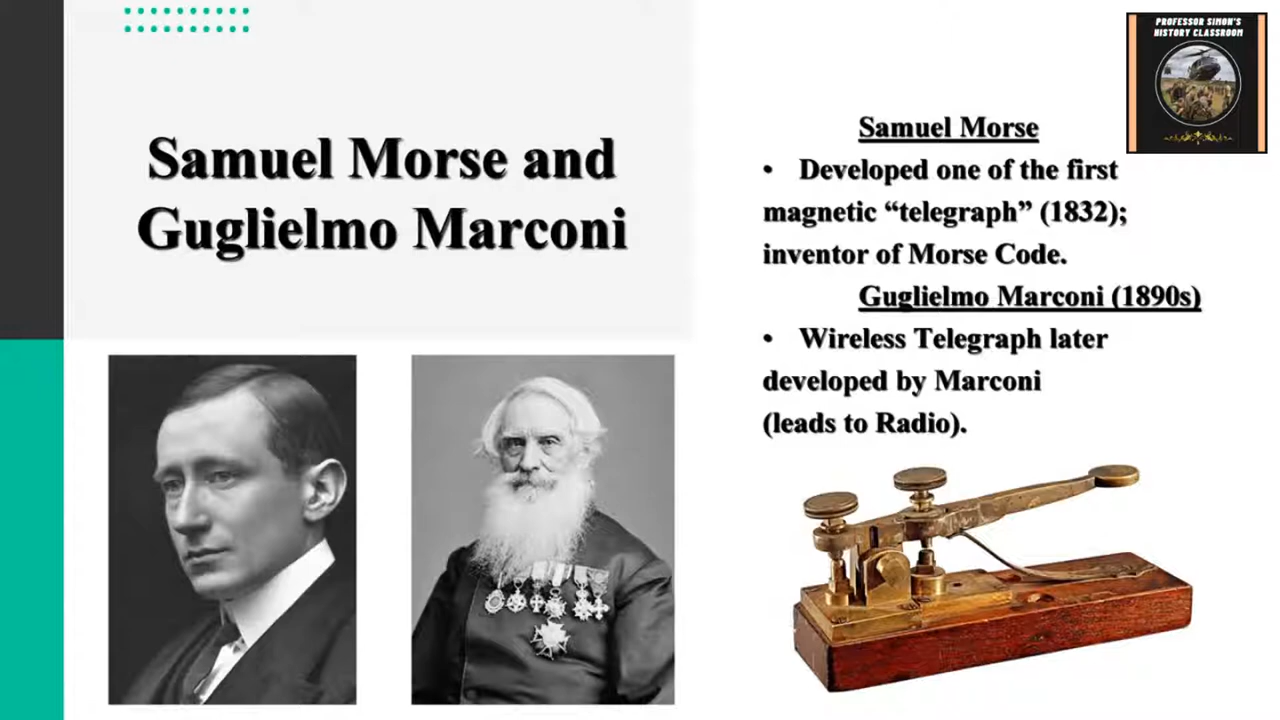 Samuel Morse and
Guglielmo Marconi
PROFESSOR SIMON'S
HISTORY CLASSROOM
Samuel Morse
• Developed one of the first
magnetic “telegraph” (1832);
inventor of Morse Code.
Guglielmo Marconi (1890s)
• Wireless Telegraph later
developed by Marconi
(leads to Radio).